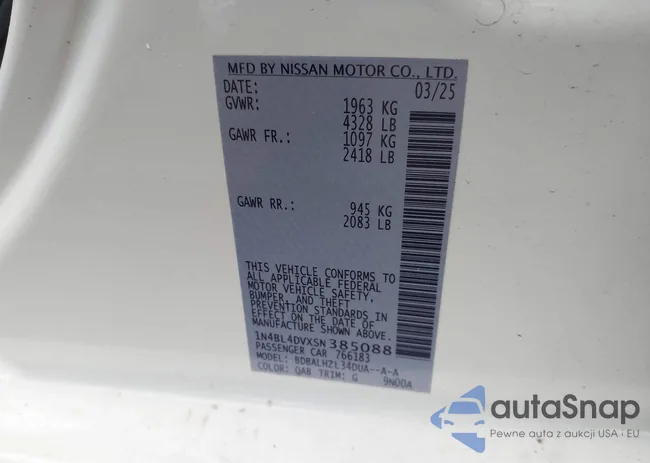 MFD BY NISSAN MOTOR CO., LTD.
DATE: 03/25
GVWR: 1963 KG
4328 LB
GAWR FR.: 1097 KG
2418 LB
GAWR RR.: 945 KG
2083 LB
THIS VEHICLE CONFORMS TO
ALL APPLICABLE FEDERAL
MOTOR VEHICLE SAFETY,
BUMPER, AND THEFT
PREVENTION STANDARDS IN
EFFECT ON THE DATE OF
MANUFACTURE SHOWN ABOVE.
1N4BL4DVXSN385088
PASSENGER CAR 766183
MODEL: BDBALHZL34DUA--A-A
COLOR: QAB TRIM: G 9N00A
autaSnap
Pewne auta z aukcji USA i EU